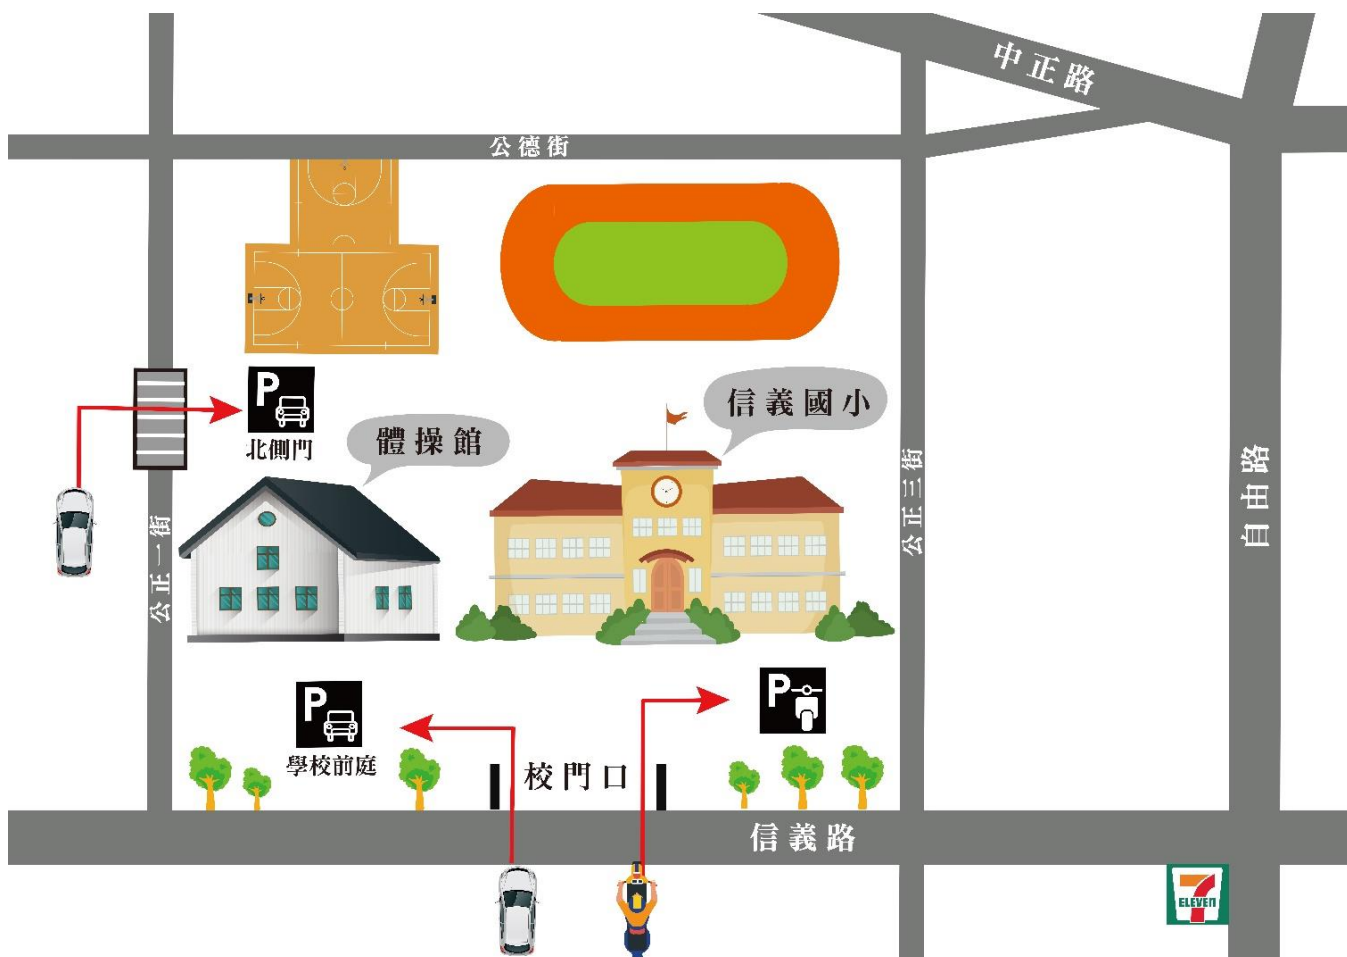 中正路
公德街
信義國小
P
北側門
體操館
公正一街
公正三街
自由路
P
學校前庭
校門口
P
信義路
7
ELEVEN